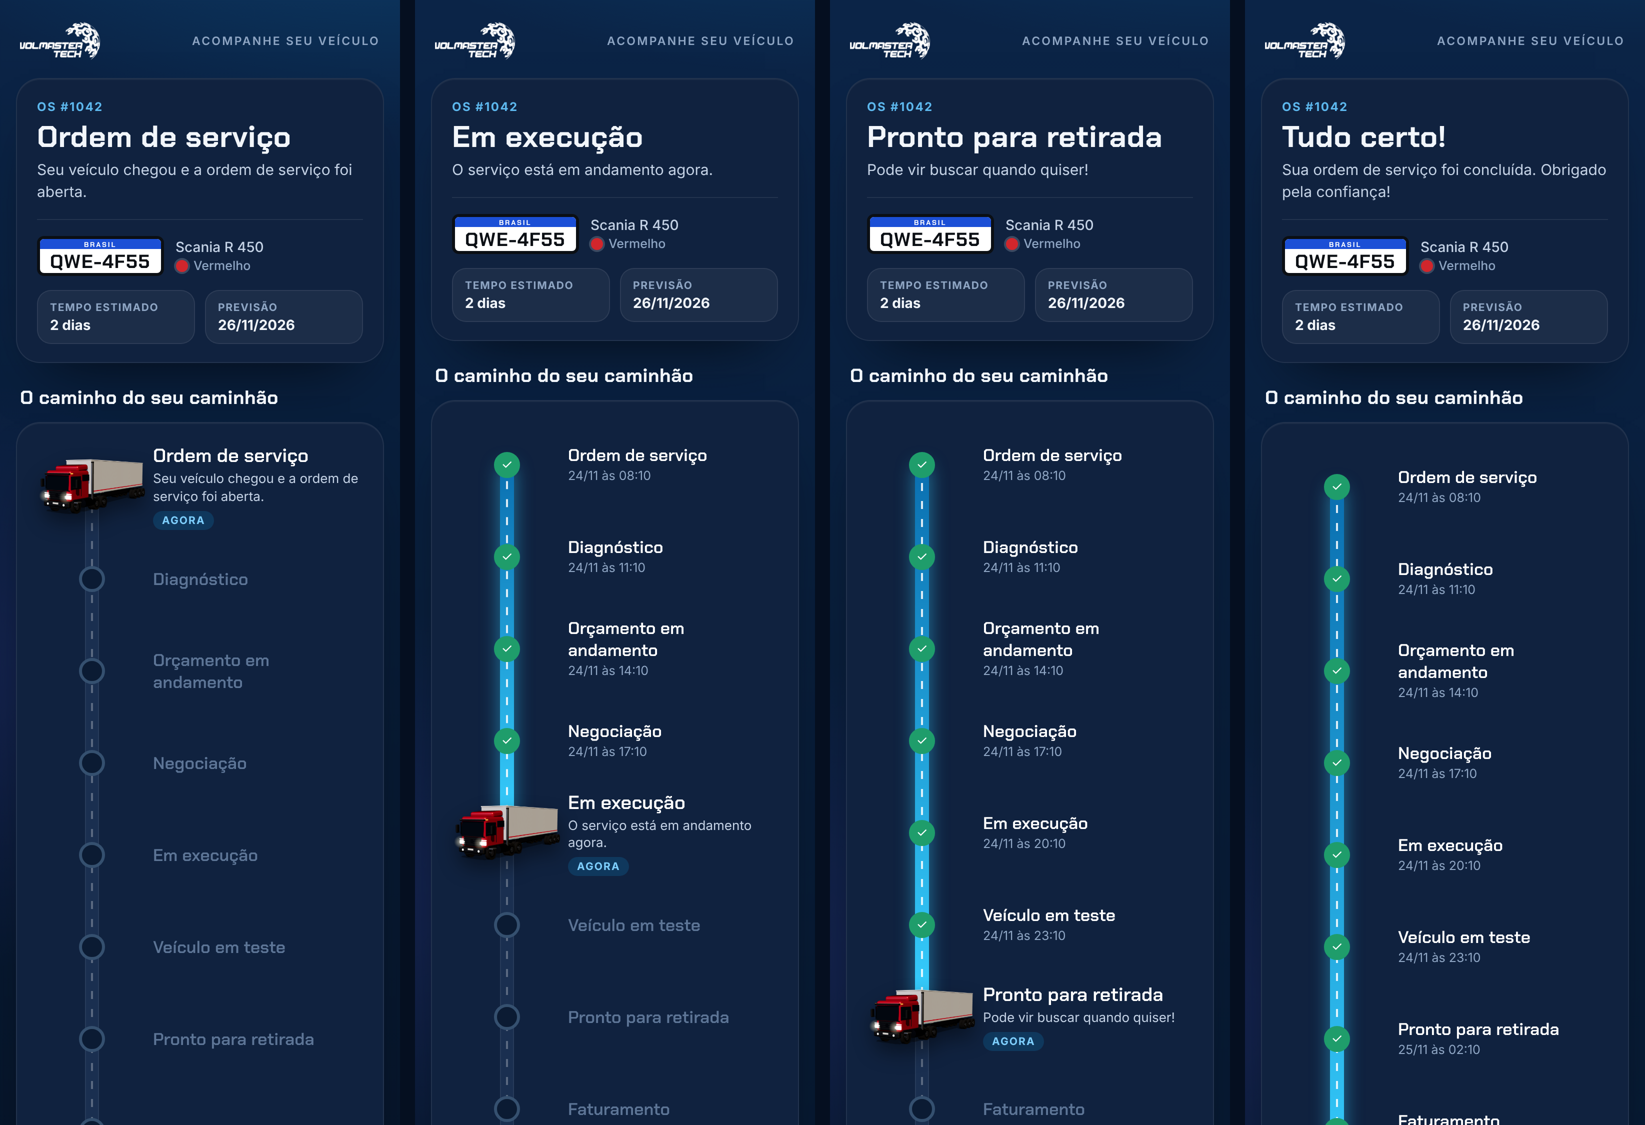 VOLMASTER
TECH
ACOMPANHE SEU VEÍCULO
OS #1042
Ordem de serviço
Seu veículo chegou e a ordem de serviço foi
aberta.
BRASIL
QWE-4F55
Scania R 450
Vermelho
TEMPO ESTIMADO
2 dias
PREVISÃO
26/11/2026
O caminho do seu caminhão
Ordem de serviço
Seu veículo chegou e a ordem de
serviço foi aberta.
AGORA
Diagnóstico
Orçamento em
andamento
Negociação
Em execução
Veículo em teste
Pronto para retirada
VOLMASTER
TECH
ACOMPANHE SEU VEÍCULO
OS #1042
Em execução
O serviço está em andamento agora.
BRASIL
QWE-4F55
Scania R 450
Vermelho
TEMPO ESTIMADO
2 dias
PREVISÃO
26/11/2026
O caminho do seu caminhão
Ordem de serviço
24/11 às 08:10
Diagnóstico
24/11 às 11:10
Orçamento em
andamento
24/11 às 14:10
Negociação
24/11 às 17:10
Em execução
O serviço está em andamento
agora.
AGORA
Veículo em teste
Pronto para retirada
Faturamento
VOLMASTER
TECH
ACOMPANHE SEU VEÍCULO
OS #1042
Pronto para retirada
Pode vir buscar quando quiser!
BRASIL
QWE-4F55
Scania R 450
Vermelho
TEMPO ESTIMADO
2 dias
PREVISÃO
26/11/2026
O caminho do seu caminhão
Ordem de serviço
24/11 às 08:10
Diagnóstico
24/11 às 11:10
Orçamento em
andamento
24/11 às 14:10
Negociação
24/11 às 17:10
Em execução
24/11 às 20:10
Veículo em teste
24/11 às 23:10
Pronto para retirada
Pode vir buscar quando quiser!
AGORA
Faturamento
VOLMASTER
TECH
ACOMPANHE SEU VEÍCULO
OS #1042
Tudo certo!
Sua ordem de serviço foi concluída. Obrigado
pela confiança!
BRASIL
QWE-4F55
Scania R 450
Vermelho
TEMPO ESTIMADO
2 dias
PREVISÃO
26/11/2026
O caminho do seu caminhão
Ordem de serviço
24/11 às 08:10
Diagnóstico
24/11 às 11:10
Orçamento em
andamento
24/11 às 14:10
Negociação
24/11 às 17:10
Em execução
24/11 às 20:10
Veículo em teste
24/11 às 23:10
Pronto para retirada
25/11 às 02:10
Faturamento